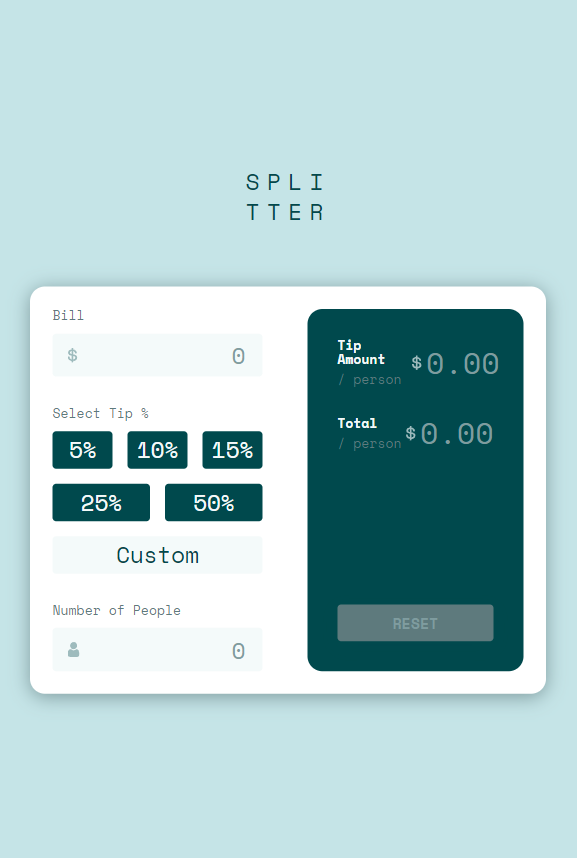 SPLI
TTER
Bill
$ 0
Select Tip %
5% 10% 15%
25% 50%
Custom
Number of People
0
Tip
Amount
/ person
$0.00
Total
/ person
$0.00
RESET